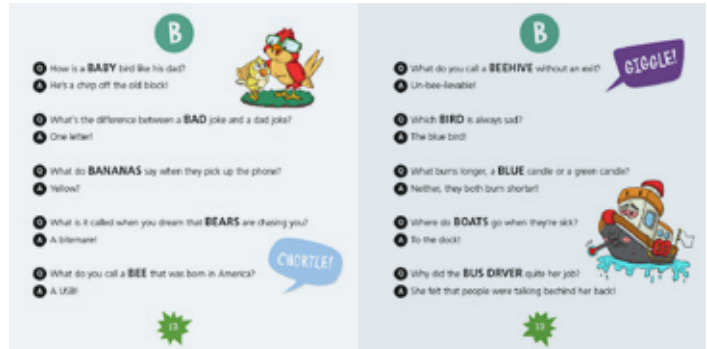 B
Q How is a BABY bird like his dad?
A He's a chirp off the old block!
Q What's the difference between a BAD joke and a dad joke?
A One letter!
Q What do BANANAS say when they pick up the phone?
A Yellow?
Q What is it called when you dream that BEARS are chasing you?
A A bitemare!
Q What do you call a BEE that was born in America?
A A USB!
CHORTLE!
13
B
Q What do you call a BEEHIVE without an exit?
A Un-bee-lievable!
GIGGLE!
Q Which BIRD is always sad?
A The blue bird!
Q What burns longer, a BLUE candle or a green candle?
A Neither, they both burn shorter!
Q Where do BOATS go when they're sick?
A To the dock!
Q Why did the BUS DRVER quite her job?
A She felt that people were talking bechind her back!
13